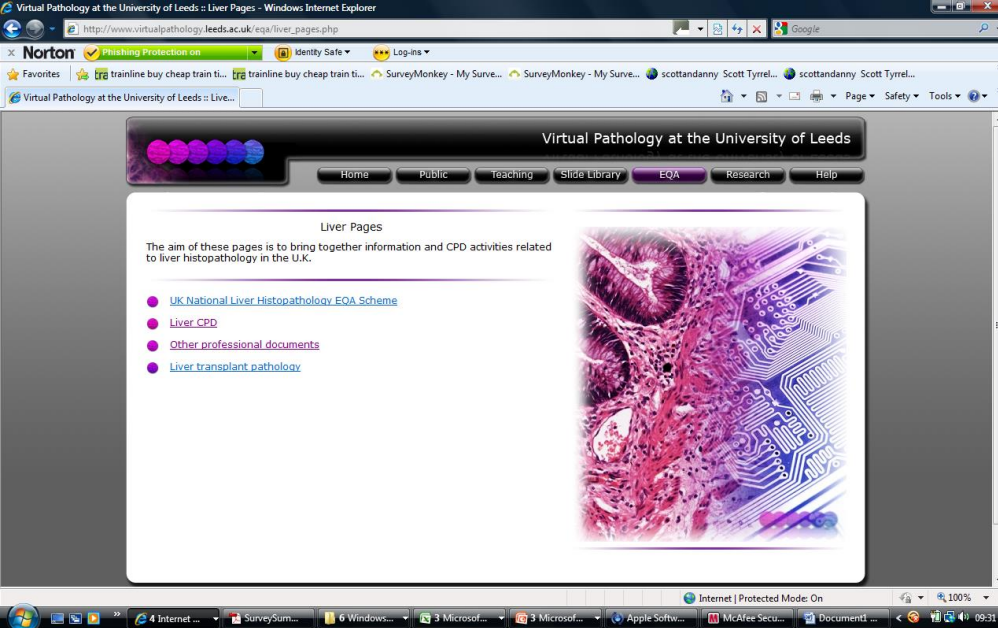 Virtual Pathology at the University of Leeds :: Liver Pages - Windows Internet Explorer
http://www.virtualpathology.leeds.ac.uk/eqa/liver_pages.php
Google
x Norton Phishing Protection on Identity Safe Log-ins
Favorites tra trainline buy cheap train ti... tra trainline buy cheap train ti... SurveyMonkey - My Surve... SurveyMonkey - My Surve... scottandanny Scott Tyrrel... scottandanny Scott Tyrrel...
Virtual Pathology at the University of Leeds :: Live...
Page Safety Tools
Virtual Pathology at the University of Leeds
Home Public Teaching Slide Library EQA Research Help
Liver Pages
The aim of these pages is to bring together information and CPD activities related
to liver histopathology in the U.K.
UK National Liver Histopathology EQA Scheme
Liver CPD
Other professional documents
Liver transplant pathology
Internet | Protected Mode: On 100%
4 Internet ... SurveySum... 6 Windows... 3 Microsof... 3 Microsof... Apple Softw... McAfee Secu... Document1 ... 09:31